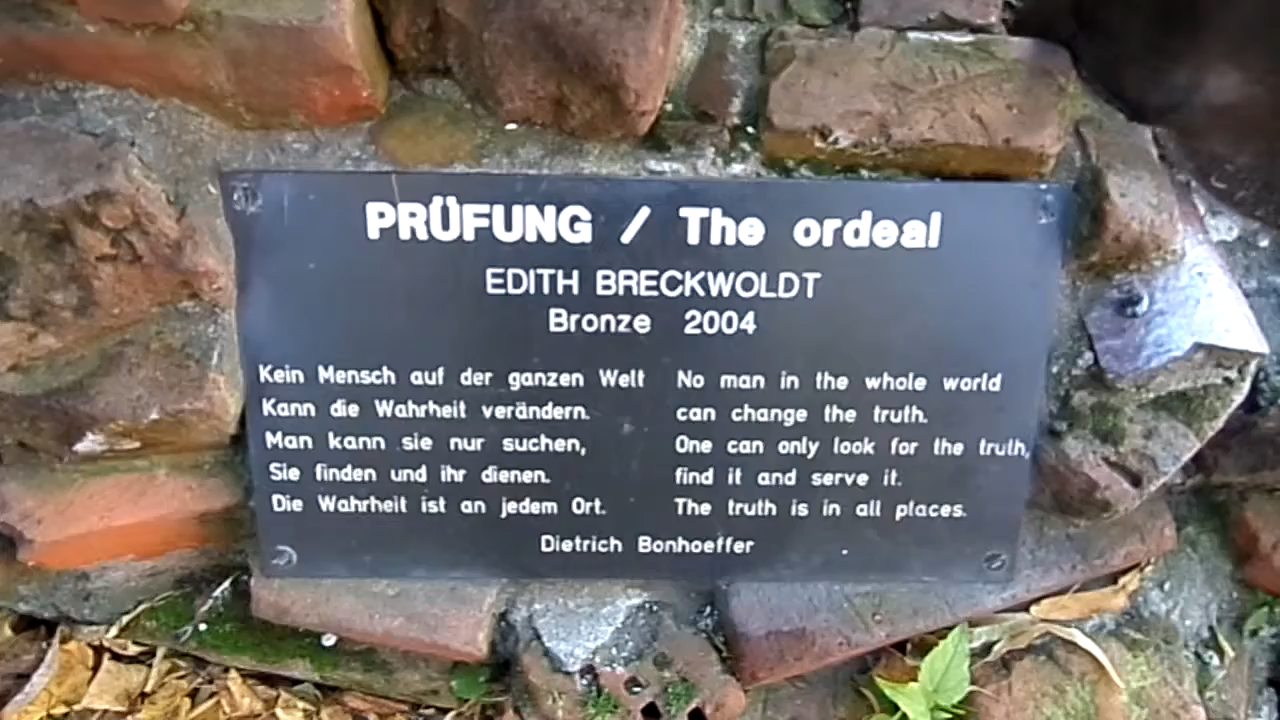 PRÜFUNG / The ordeal
EDITH BRECKWOLDT
Bronze 2004
Kein Mensch auf der ganzen Welt
Kann die Wahrheit verändern.
Man kann sie nur suchen,
Sie finden und ihr dienen.
Die Wahrheit ist an jedem Ort.
No man in the whole world
can change the truth.
One can only look for the truth,
find it and serve it.
The truth is in all places.
Dietrich Bonhoeffer